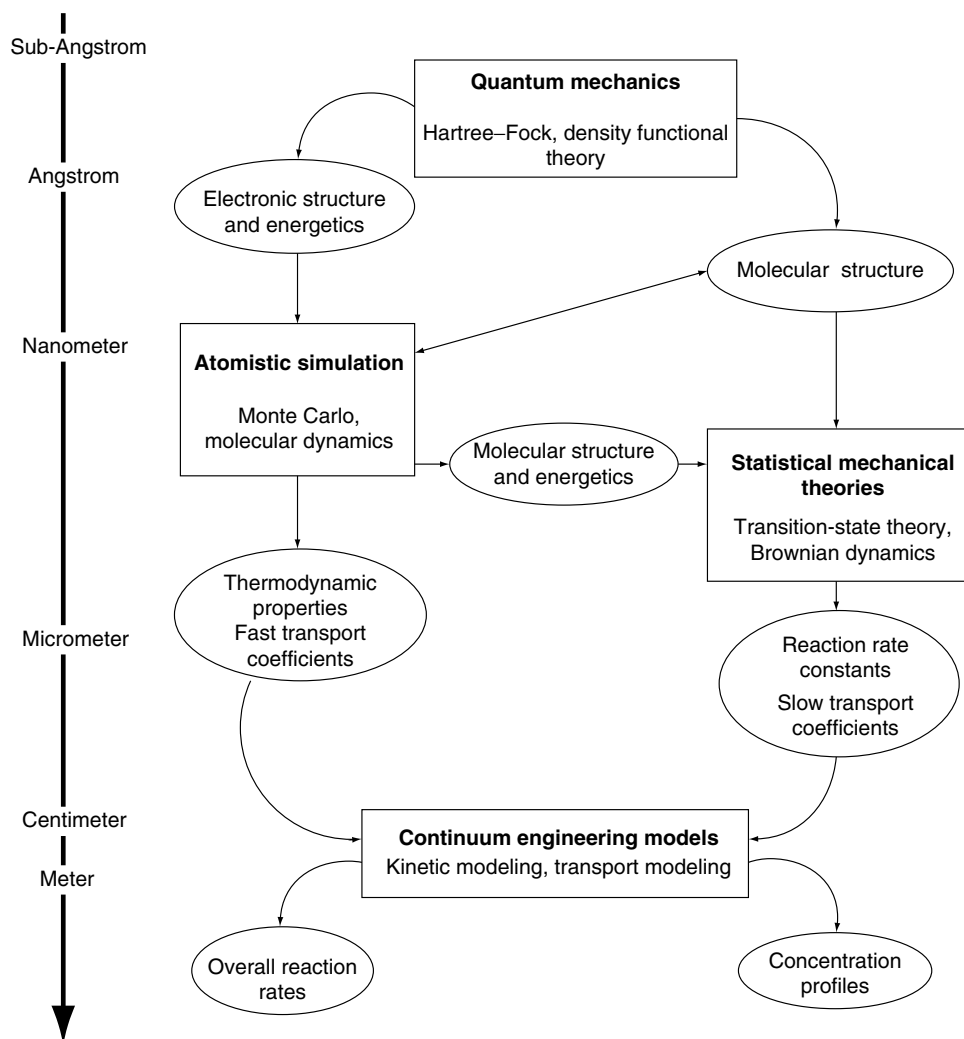 Sub-Angstrom
Quantum mechanics
Hartree–Fock, density functional
theory
Angstrom
Electronic structure
and energetics
Molecular structure
Nanometer
Atomistic simulation
Monte Carlo,
molecular dynamics
Molecular structure
and energetics
Statistical mechanical
theories
Transition-state theory,
Brownian dynamics
Thermodynamic
properties
Fast transport
coefficients
Micrometer
Reaction rate
constants
Slow transport
coefficients
Centimeter
Continuum engineering models
Kinetic modeling, transport modeling
Meter
Overall reaction
rates
Concentration
profiles